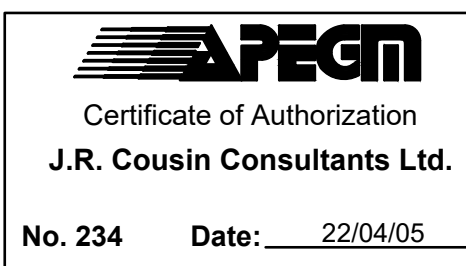 APEGM
Certificate of Authorization
J.R. Cousin Consultants Ltd.
No. 234 Date: 22/04/05